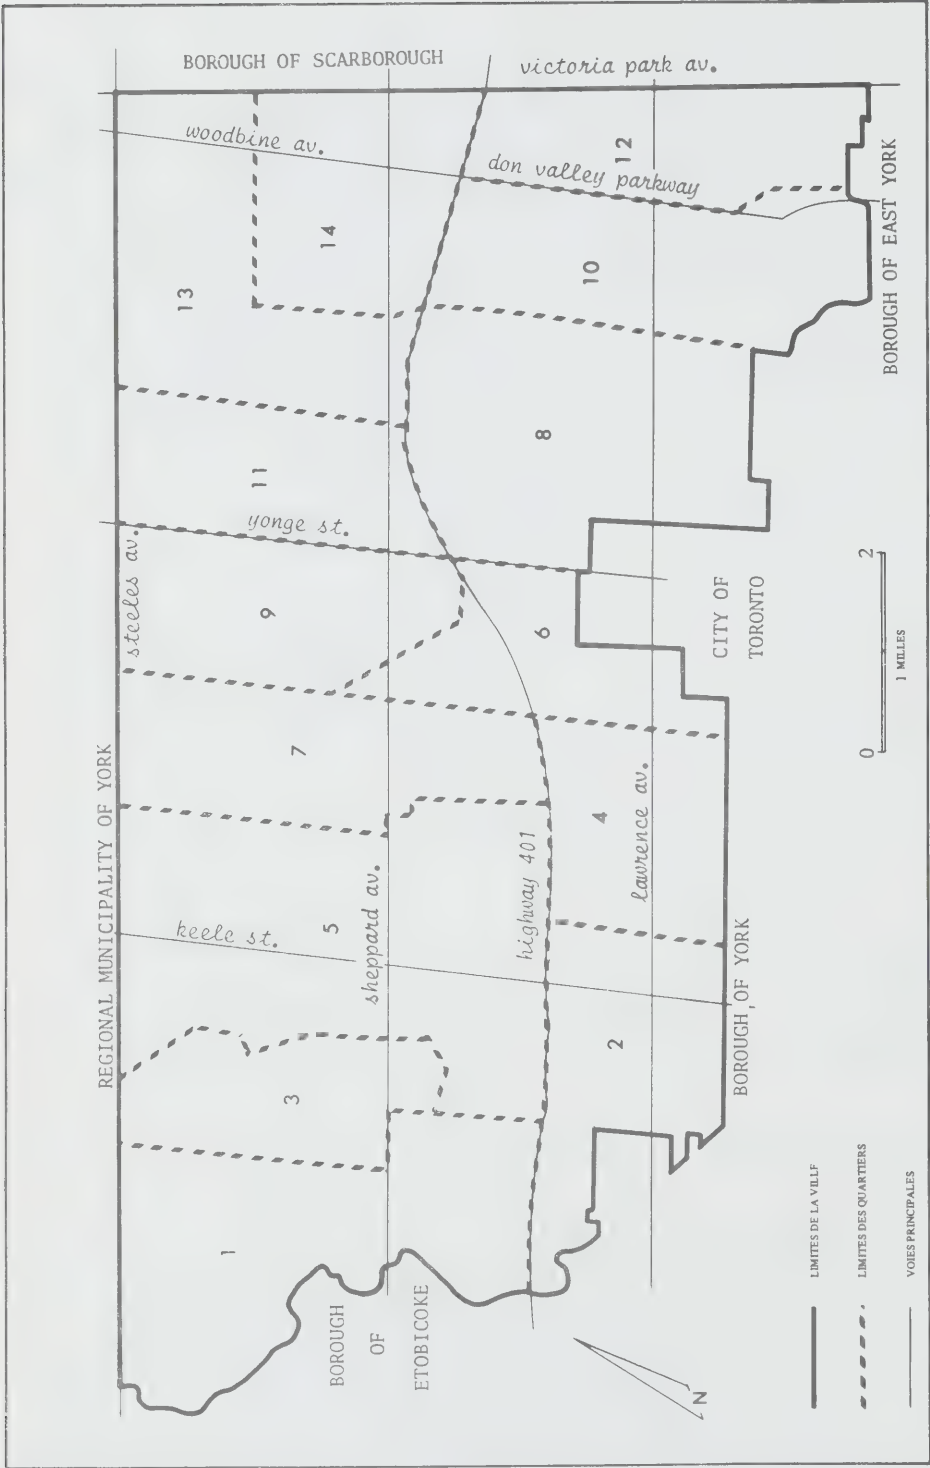 BOROUGH OF SCARBOROUGH
victoria park av.
woodbine av.
don valley parkway
12
14
13
10
BOROUGH OF EAST YORK
8
11
yonge st.
steeles av.
9
6
CITY OF
TORONTO
7
REGIONAL MUNICIPALITY OF YORK
4
lawrence av.
highway 401
5
keele st.
sheppard av.
3
2
BOROUGH OF YORK
1
BOROUGH
OF
ETOBICOKE
N
0
2
1 MILLES
LIMITES DE LA VILLE
LIMITES DES QUARTIERS
VOIES PRINCIPALES